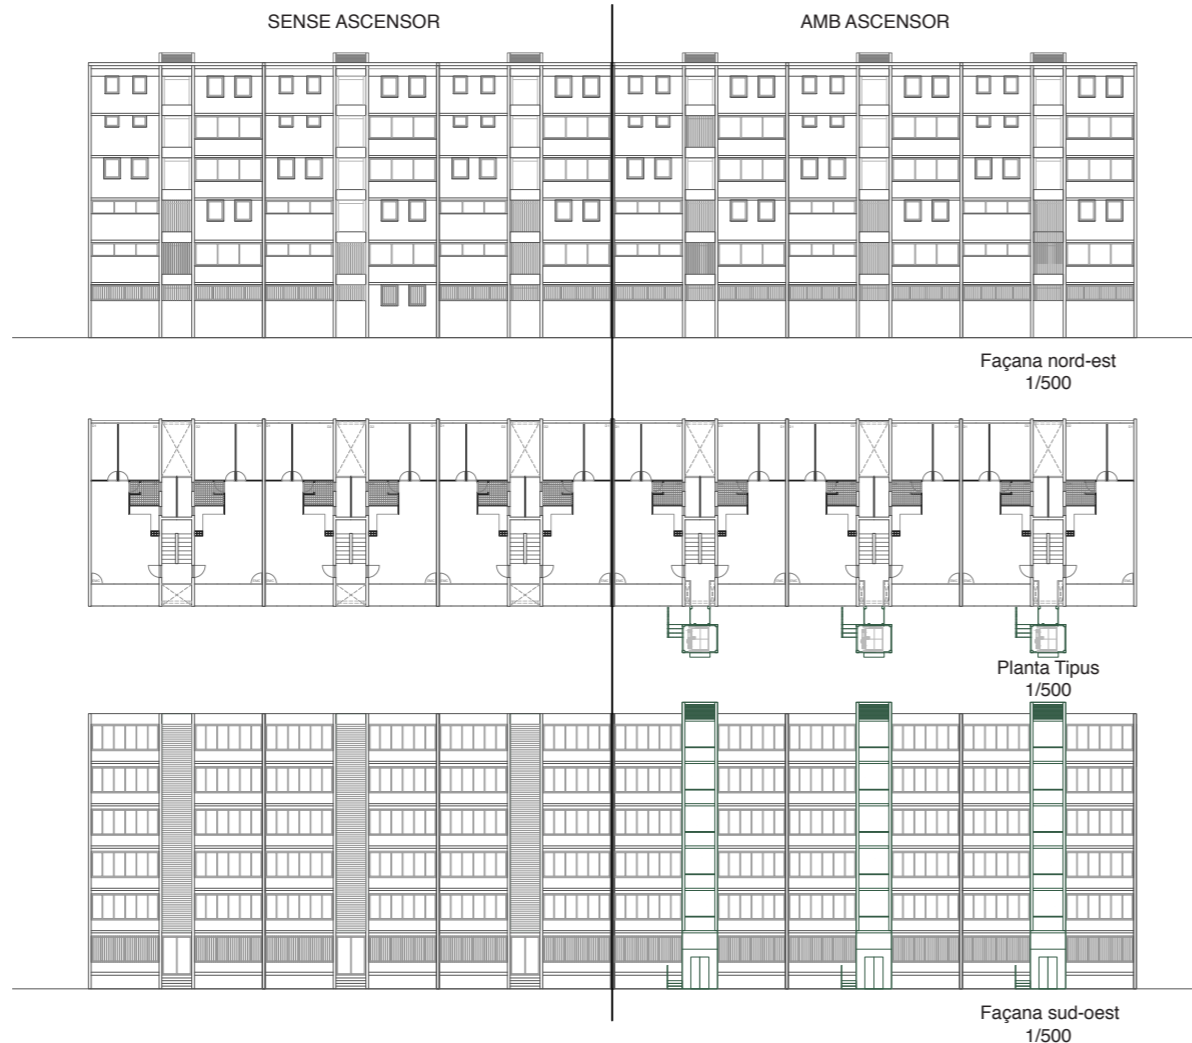 SENSE ASCENSOR
AMB ASCENSOR
Façana nord-est
1/500
Planta Tipus
1/500
Façana sud-oest
1/500